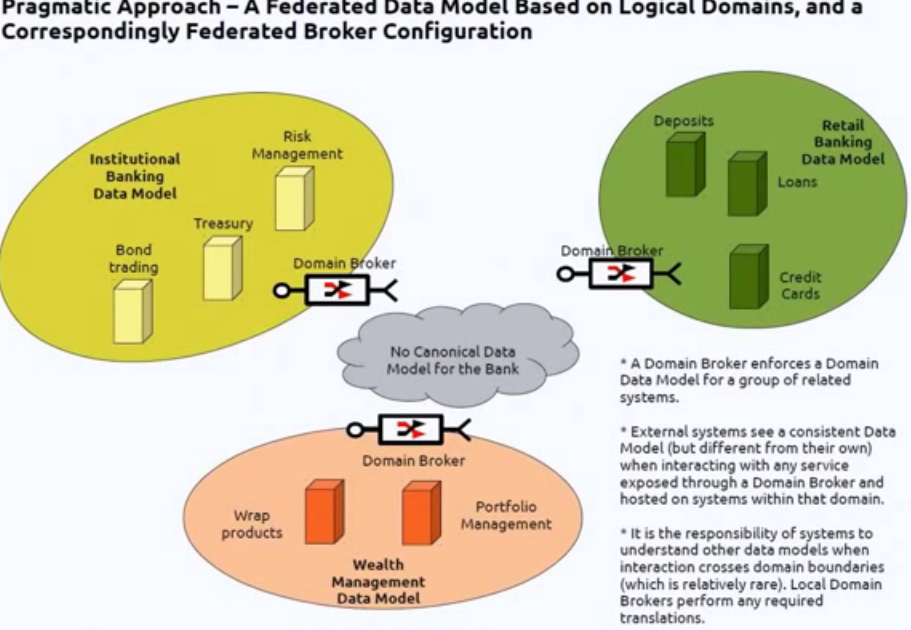 Pragmatic Approach – A Federated Data Model Based on Logical Domains, and a
Correspondingly Federated Broker Configuration
Institutional
Banking
Data Model
Risk
Management
Treasury
Bond
trading
Domain Broker
Deposits
Retail
Banking
Data Model
Loans
Domain Broker
Credit
Cards
No Canonical Data
Model for the Bank
Domain Broker
Wrap
products
Portfolio
Management
Wealth
Management
Data Model
* A Domain Broker enforces a Domain
Data Model for a group of related
systems.
* External systems see a consistent Data
Model (but different from their own)
when interacting with any service
exposed through a Domain Broker and
hosted on systems within that domain.
* It is the responsibility of systems to
understand other data models when
interaction crosses domain boundaries
(which is relatively rare). Local Domain
Brokers perform any required
translations.